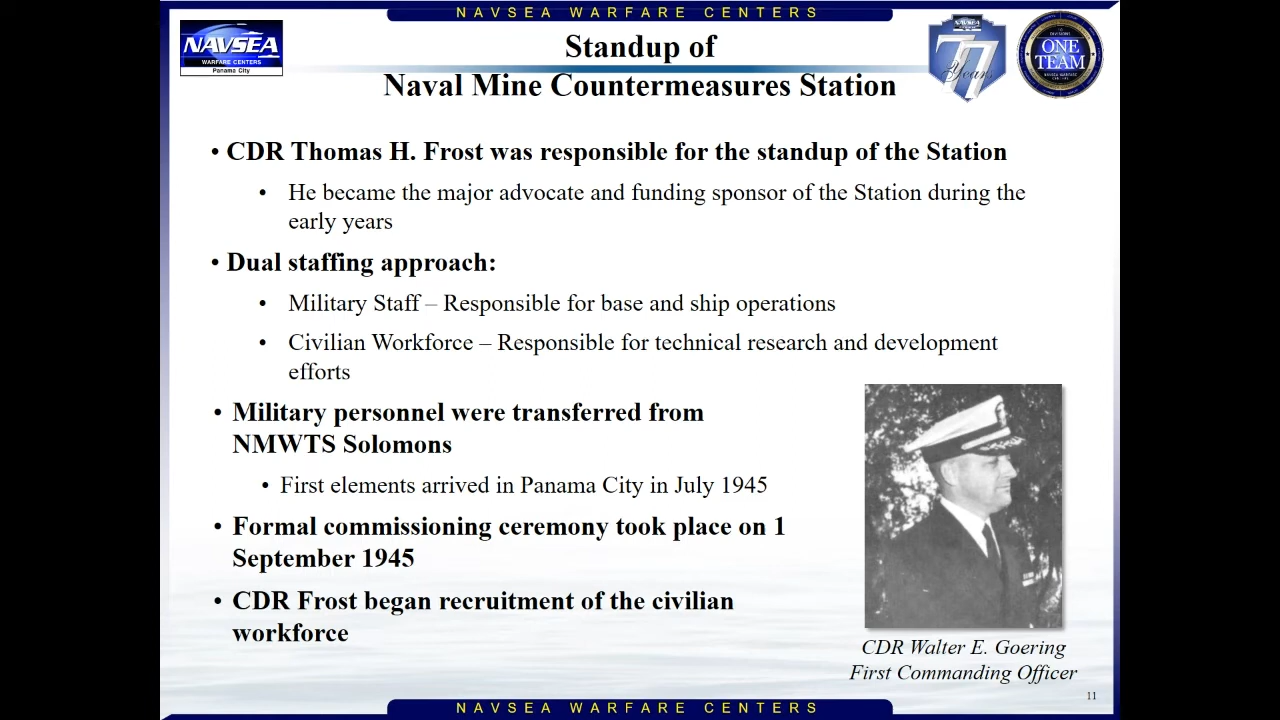 NAVSEA WARFARE CENTERS
NAVSEA
WARFARE CENTERS
Panama City
Standup of
Naval Mine Countermeasures Station
NAVSEA
77
Years
ONE
TEAM
• CDR Thomas H. Frost was responsible for the standup of the Station
• He became the major advocate and funding sponsor of the Station during the
early years
• Dual staffing approach:
• Military Staff – Responsible for base and ship operations
• Civilian Workforce – Responsible for technical research and development
efforts
• Military personnel were transferred from
NMWTS Solomons
• First elements arrived in Panama City in July 1945
• Formal commissioning ceremony took place on 1
September 1945
• CDR Frost began recruitment of the civilian
workforce
CDR Walter E. Goering
First Commanding Officer
11
NAVSEA WARFARE CENTERS